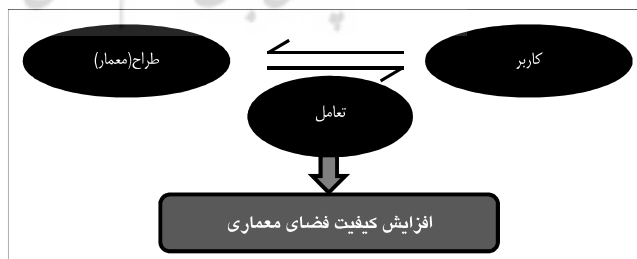 کاربر
طراح(معمار)
تعامل
افزایش کیفیت فضای معماری